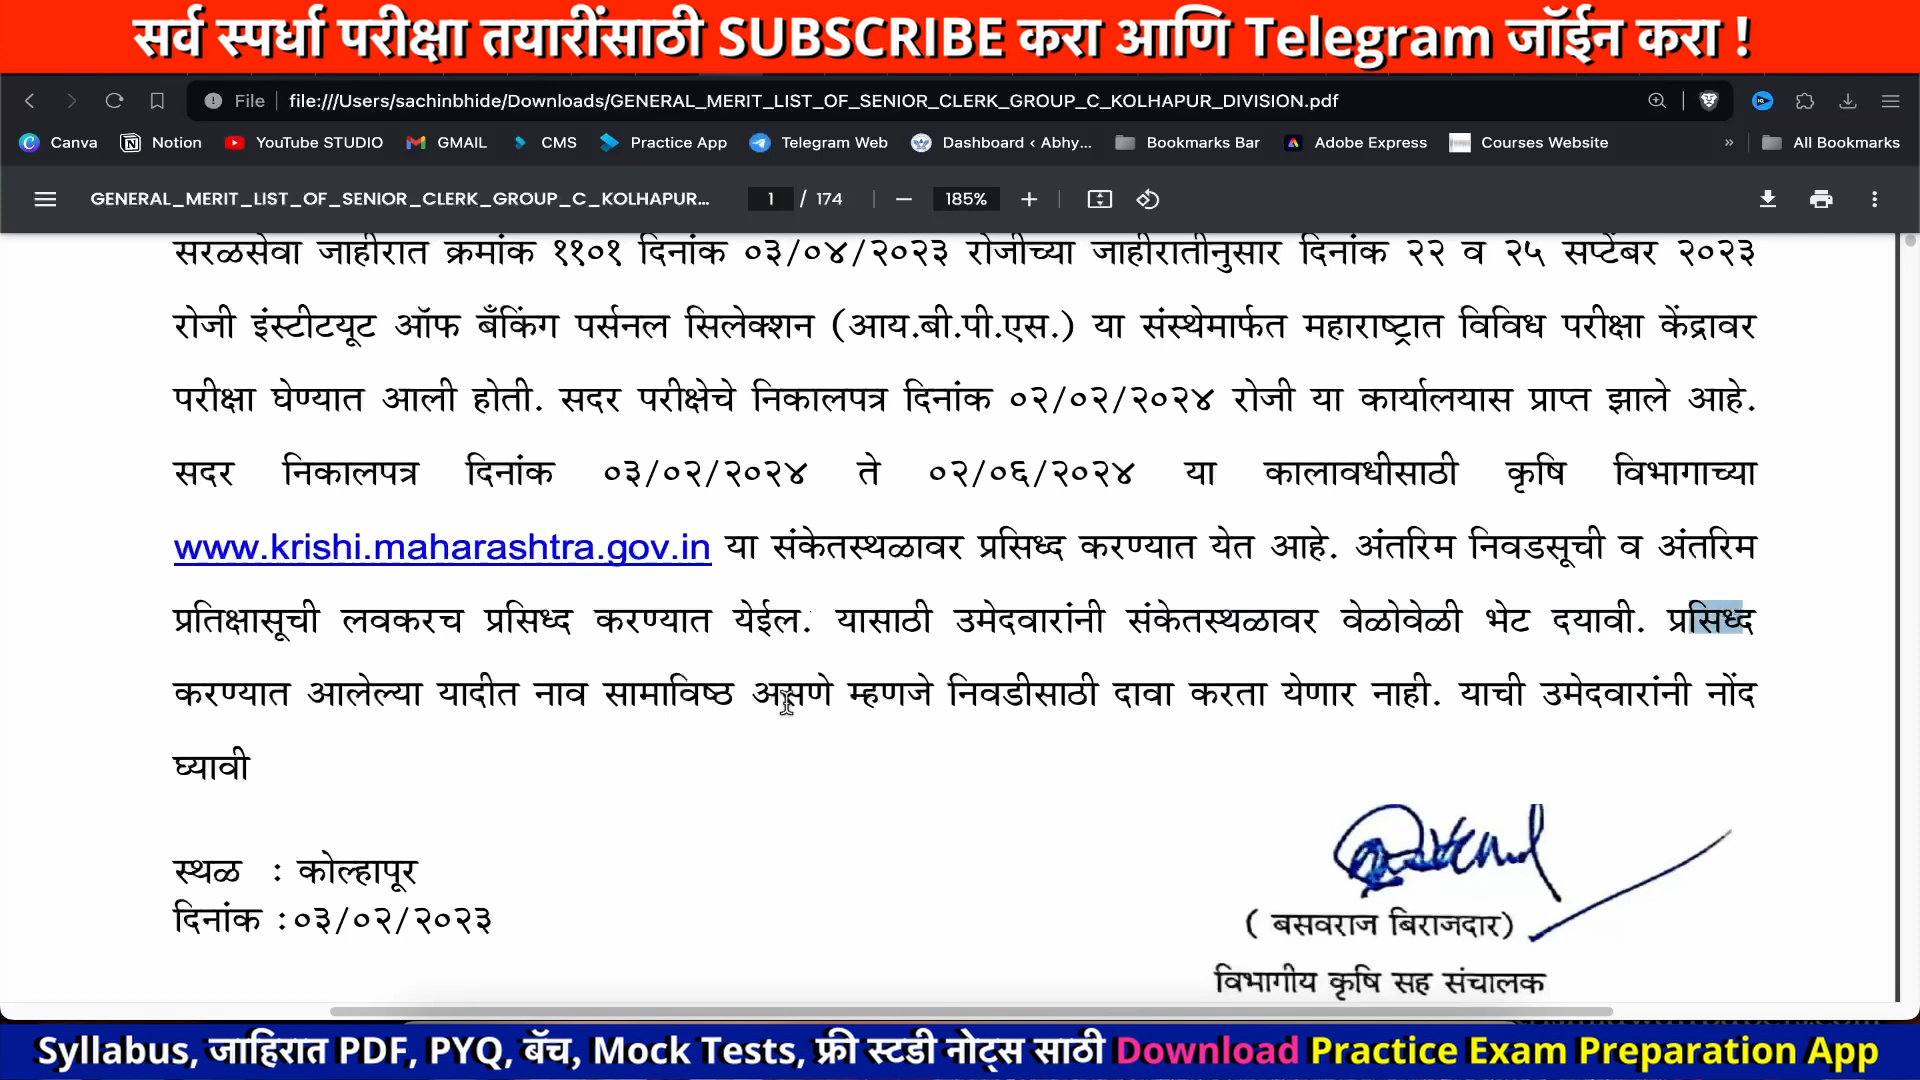 सर्व स्पर्धा परीक्षा तयारींसाठी SUBSCRIBE करा आणि Telegram जॉईन करा !
File file:///Users/sachinbhide/Downloads/GENERAL_MERIT_LIST_OF_SENIOR_CLERK_GROUP_C_KOLHAPUR_DIVISION.pdf
Canva Notion YouTube STUDIO GMAIL CMS Practice App Telegram Web Dashboard ‹ Abhy... Bookmarks Bar Adobe Express Courses Website » All Bookmarks
GENERAL_MERIT_LIST_OF_SENIOR_CLERK_GROUP_C_KOLHAPUR... 1 / 174 185%
सरळसेवा जाहीरात क्रमांक ११०१ दिनांक ०३/०४/२०२३ रोजीच्या जाहीरातीनुसार दिनांक २२ व २५ सप्टेंबर २०२३
रोजी इंस्टीटयूट ऑफ बँकिंग पर्सनल सिलेक्शन (आय.बी.पी.एस.) या संस्थेमार्फत महाराष्ट्रात विविध परीक्षा केंद्रावर
परीक्षा घेण्यात आली होती. सदर परीक्षेचे निकालपत्र दिनांक ०२/०२/२०२४ रोजी या कार्यालयास प्राप्त झाले आहे.
सदर निकालपत्र दिनांक ०३/०२/२०२४ ते ०२/०६/२०२४ या कालावधीसाठी कृषि विभागाच्या
www.krishi.maharashtra.gov.in या संकेतस्थळावर प्रसिध्द करण्यात येत आहे. अंतरिम निवडसूची व अंतरिम
प्रतिक्षासूची लवकरच प्रसिध्द करण्यात येईल. यासाठी उमेदवारांनी संकेतस्थळावर वेळोवेळी भेट दयावी. प्रसिध्द
करण्यात आलेल्या यादीत नाव सामाविष्ठ असणे म्हणजे निवडीसाठी दावा करता येणार नाही. याची उमेदवारांनी नोंद
घ्यावी
स्थळ : कोल्हापूर
दिनांक :०३/०२/२०२३
( बसवराज बिराजदार)
विभागीय कृषि सह संचालक
Syllabus, जाहिरात PDF, PYQ, बॅच, Mock Tests, फ्री स्टडी नोट्स साठी Download Practice Exam Preparation App